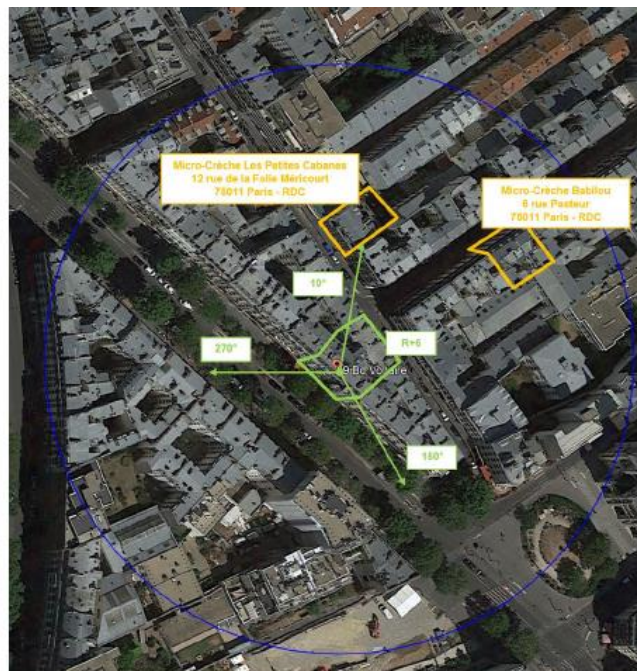 Micro-Crèche Les Petites Cabanes
12 rue de la Folie Méricourt
75011 Paris - RDC
Micro-Crèche Babilou
6 rue Pasteur
75011 Paris - RDC
10°
R+6
270°
9 Bd Voltaire
150°